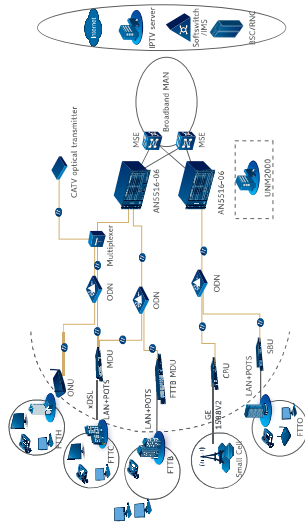 Internet
IPTV server
Softswitch
/IMS
BSC/RNC
Broadband MAN
MSE
MSE
CATV optical transmitter
AN5516-06
AN5516-06
UNM2000
Multiplexer
ODN
ODN
ODN
ONU
MDU
FTTB MDU
CPU
SBU
xDSL
LAN+POTS
LAN+POTS
GE
1588V2
LAN+POTS
FTTH
FTTC
FTTB
Small Cell
FTTO